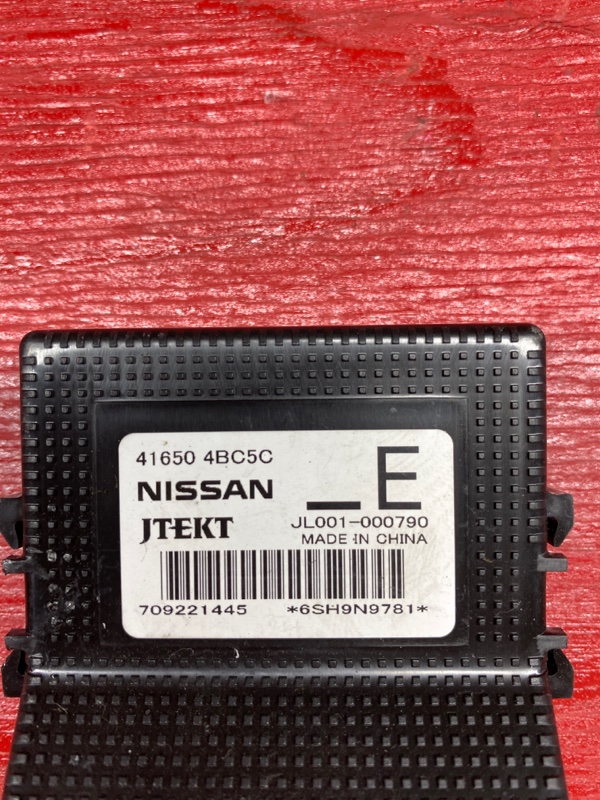 41650 4BC5C
NISSAN _E
JTEKT JL001-000790
MADE IN CHINA
709221445 *6SH9N9781*